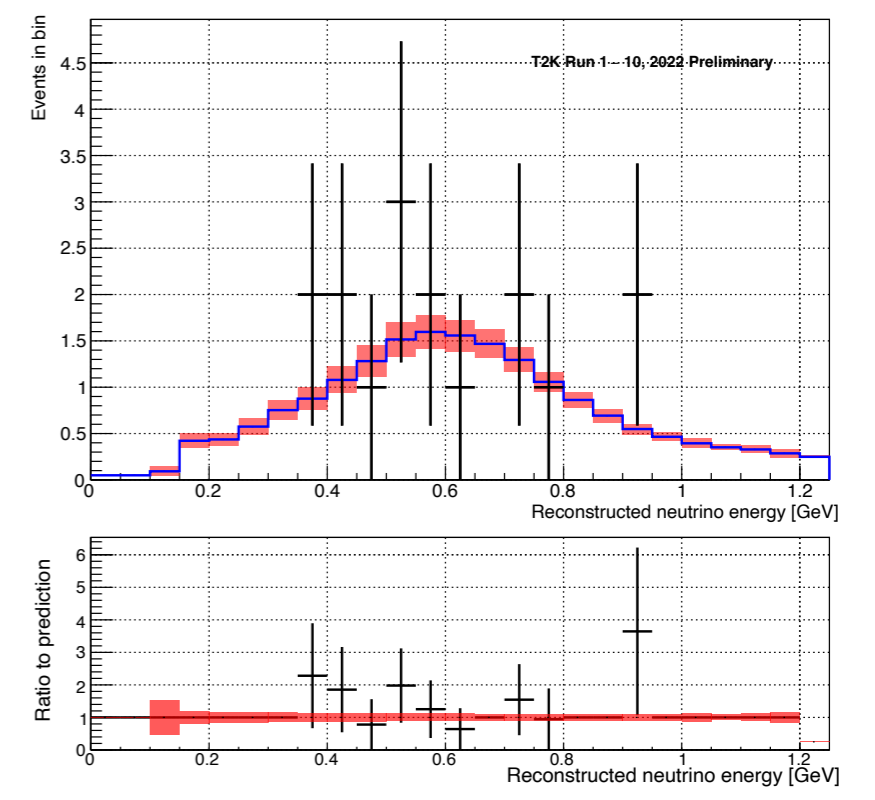 Events in bin
T2K Run 1 – 10, 2022 Preliminary
4.5
4
3.5
3
2.5
2
1.5
1
0.5
0
0 0.2 0.4 0.6 0.8 1 1.2
Reconstructed neutrino energy [GeV]
Ratio to prediction
6
5
4
3
2
1
0
0 0.2 0.4 0.6 0.8 1 1.2
Reconstructed neutrino energy [GeV]